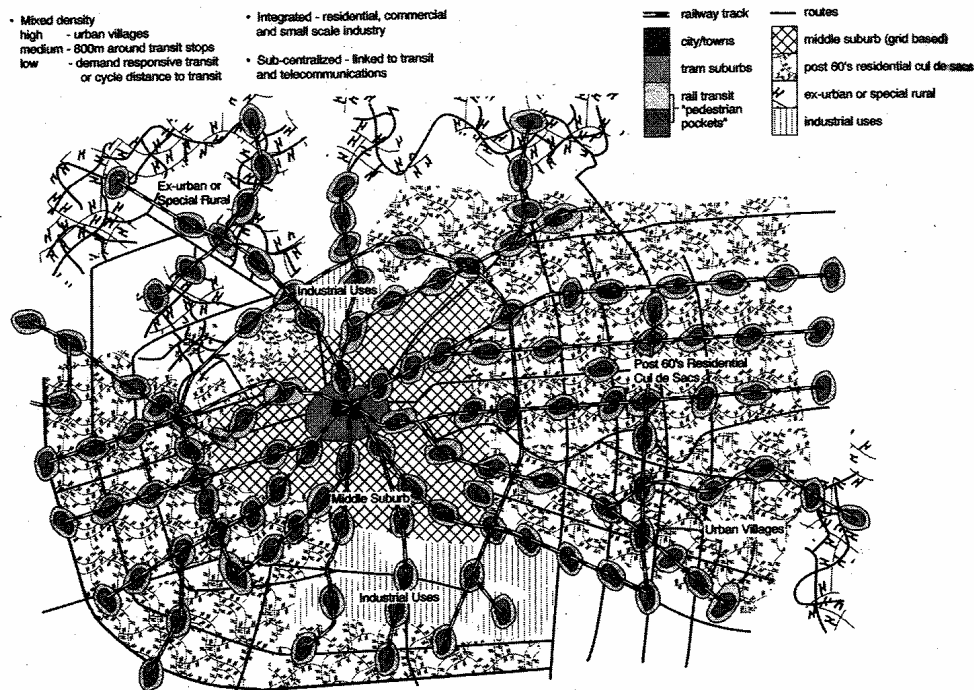 • Mixed density
high - urban villages
medium - 800m around transit stops
low - demand responsive transit
or cycle distance to transit
• Integrated - residential, commercial
and small scale industry
• Sub-centralized - linked to transit
and telecommunications
railway track
city/towns
tram suburbs
rail transit
"pedestrian
pockets"
routes
middle suburb (grid based)
post 60's residential cul de sacs
ex-urban or special rural
industrial uses
Ex-urban or
Special Rural
Industrial Uses
Post 60's Residential
Cul de Sacs
Middle Suburb
Urban Villages
Industrial Uses